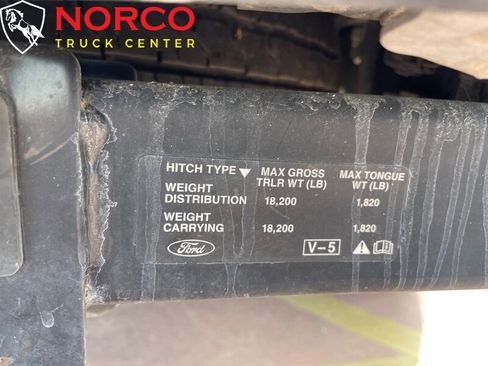 NORCO
TRUCK CENTER
HITCH TYPE▼ MAX GROSS TRLR WT (LB) MAX TONGUE WT (LB)
WEIGHT DISTRIBUTION 18,200 1,820
WEIGHT CARRYING 18,200 1,820
Ford V-5